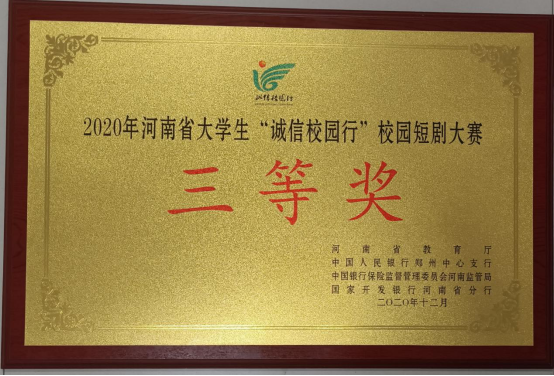 诚信校园行
2020年河南省大学生“诚信校园行”校园短剧大赛
三等奖
河南省教育厅
中国人民银行郑州中心支行
中国银行保险监督管理委员会河南监管局
国家开发银行河南省分行
二〇二〇年十二月